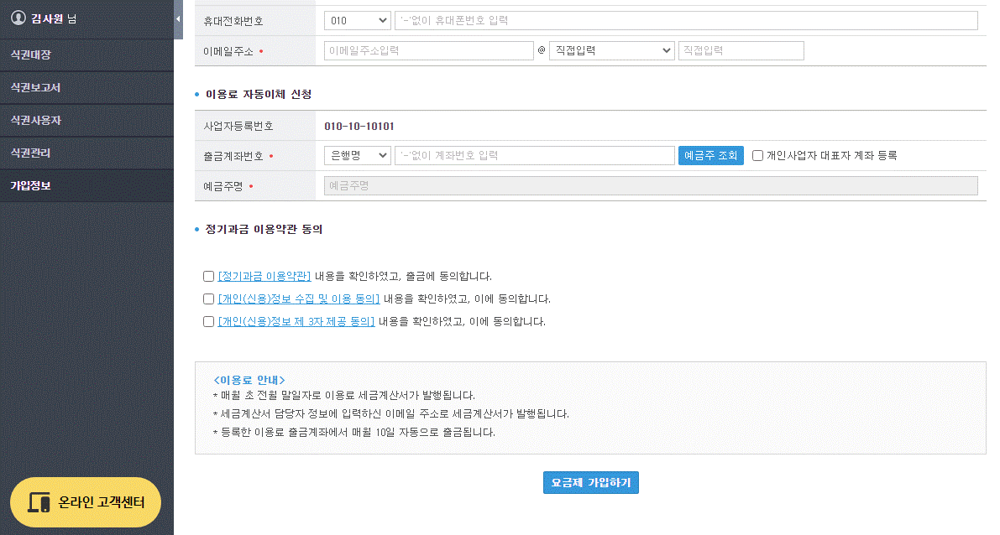 김사원 님
식권대장
식권보고서
식권사용자
식권관리
가입정보
온라인 고객센터
휴대전화번호 010 '-'없이 휴대폰번호 입력
이메일주소 • 이메일주소입력 @ 직접입력 직접입력
• 이용료 자동이체 신청
사업자등록번호 010-10-10101
출금계좌번호 • 은행명 '-'없이 계좌번호 입력 예금주 조회 개인사업자 대표자 계좌 등록
예금주명 • 예금주명
• 정기과금 이용약관 동의
[정기과금 이용약관] 내용을 확인하였고, 출금에 동의합니다.
[개인(신용)정보 수집 및 이용 동의] 내용을 확인하였고, 이에 동의합니다.
[개인(신용)정보 제 3자 제공 동의] 내용을 확인하였고, 이에 동의합니다.
<이용료 안내>
* 매월 초 전월 말일자로 이용료 세금계산서가 발행됩니다.
* 세금계산서 담당자 정보에 입력하신 이메일 주소로 세금계산서가 발행됩니다.
* 등록한 이용료 출금계좌에서 매월 10일 자동으로 출금됩니다.
요금제 가입하기